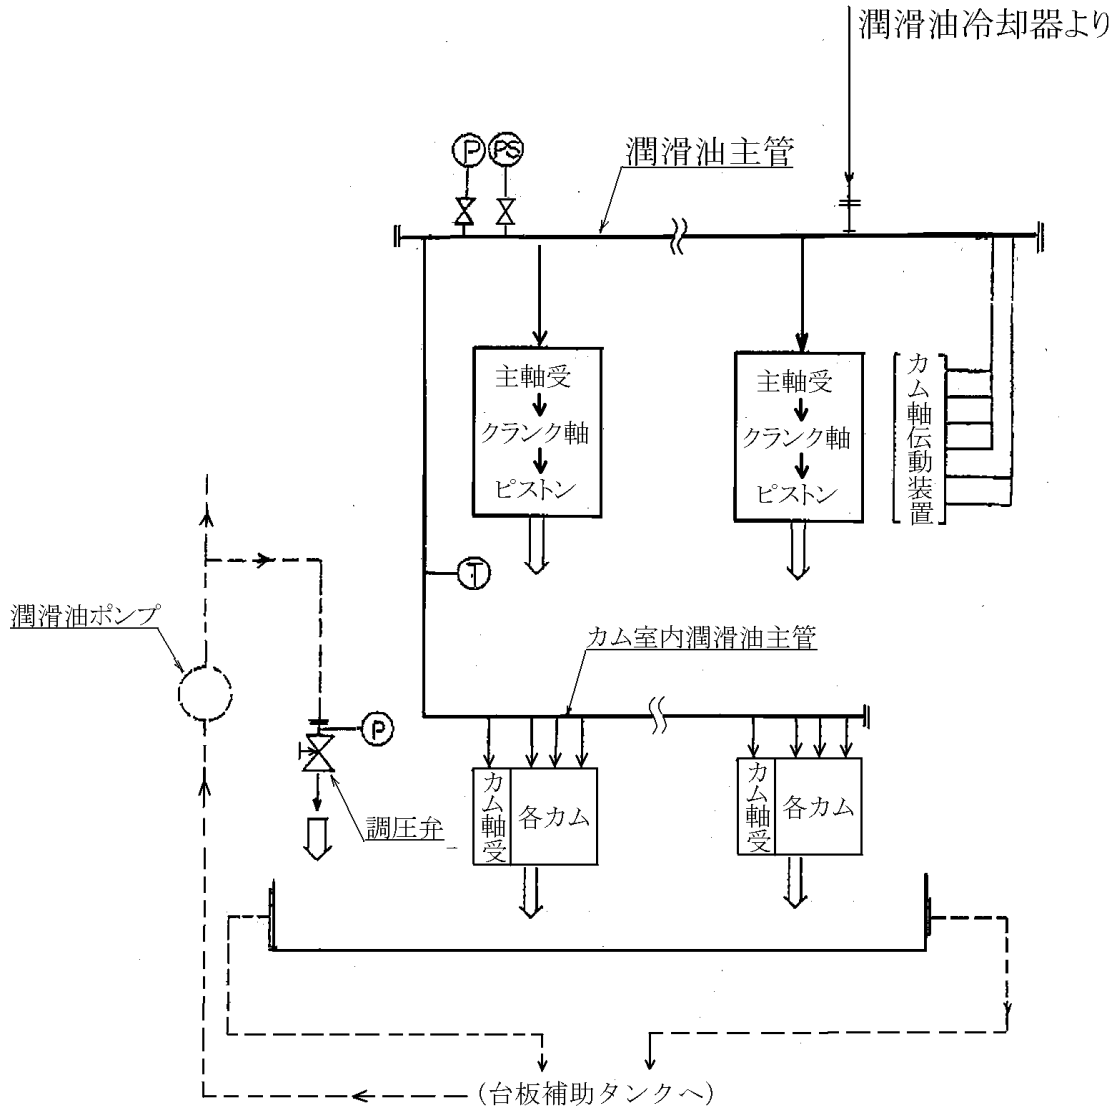 潤滑油冷却器より
P
PS
潤滑油主管
主軸受
クランク軸
ピストン
主軸受
クランク軸
ピストン
カム軸伝動装置
T
潤滑油ポンプ
カム室内潤滑油主管
P
調圧弁
カム軸受
各カム
カム軸受
各カム
(台板補助タンクへ)